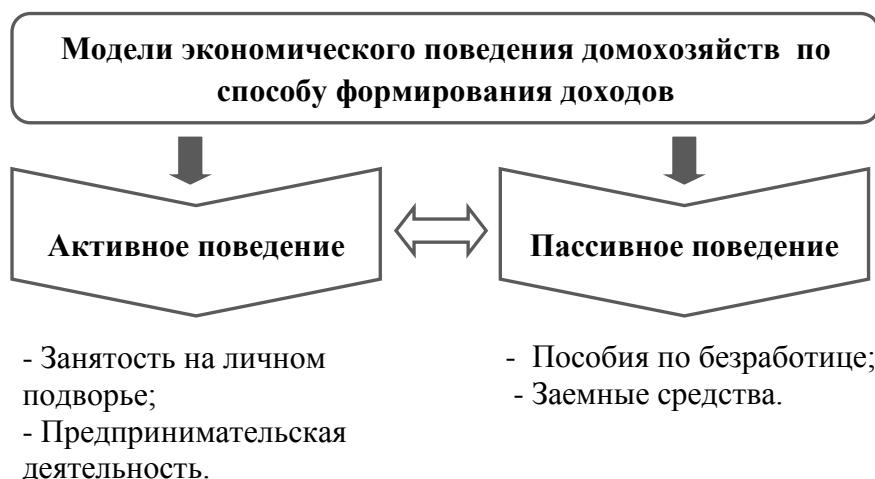 Модели экономического поведения домохозяйств по
способу формирования доходов
Активное поведение
Пассивное поведение
- Занятость на личном
подворье;
- Предпринимательская
деятельность.
- Пособия по безработице;
- Заемные средства.